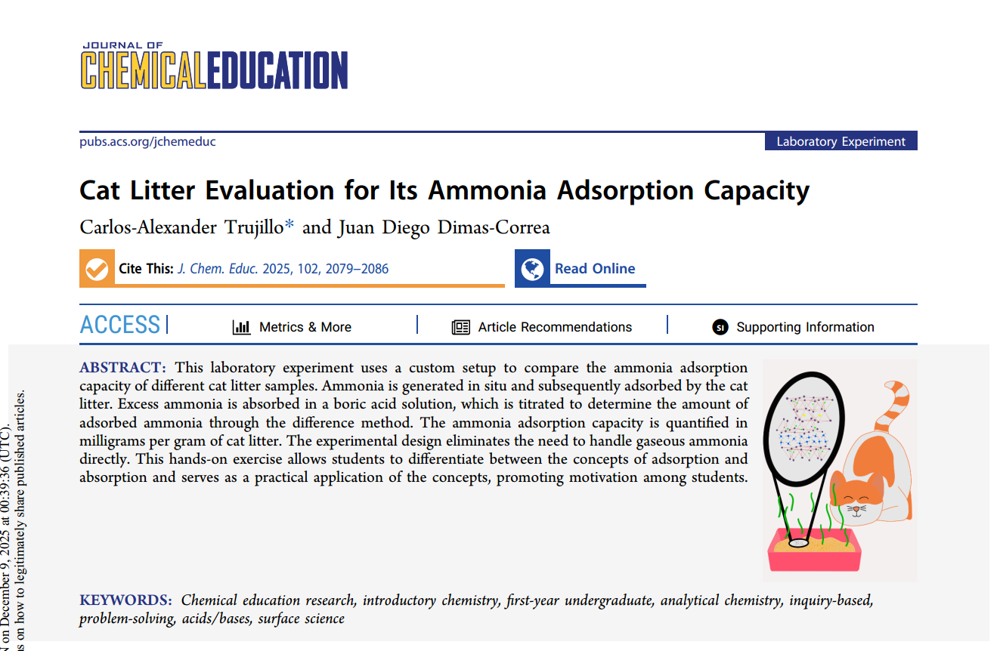 JOURNAL OF
CHEMICALEDUCATION
pubs.acs.org/jchemeduc
Laboratory Experiment
Cat Litter Evaluation for Its Ammonia Adsorption Capacity
Carlos-Alexander Trujillo* and Juan Diego Dimas-Correa
Cite This: J. Chem. Educ. 2025, 102, 2079−2086
Read Online
ACCESS
Metrics & More
Article Recommendations
SI
Supporting Information
ABSTRACT: This laboratory experiment uses a custom setup to compare the ammonia adsorption
capacity of different cat litter samples. Ammonia is generated in situ and subsequently adsorbed by the cat
litter. Excess ammonia is absorbed in a boric acid solution, which is titrated to determine the amount of
adsorbed ammonia through the difference method. The ammonia adsorption capacity is quantified in
milligrams per gram of cat litter. The experimental design eliminates the need to handle gaseous ammonia
directly. This hands-on exercise allows students to differentiate between the concepts of adsorption and
absorption and serves as a practical application of the concepts, promoting motivation among students.
KEYWORDS: Chemical education research, introductory chemistry, first-year undergraduate, analytical chemistry, inquiry-based,
problem-solving, acids/bases, surface science
on December 9, 2025 at 00:39:36 (UTC).
on how to legitimately share published articles.